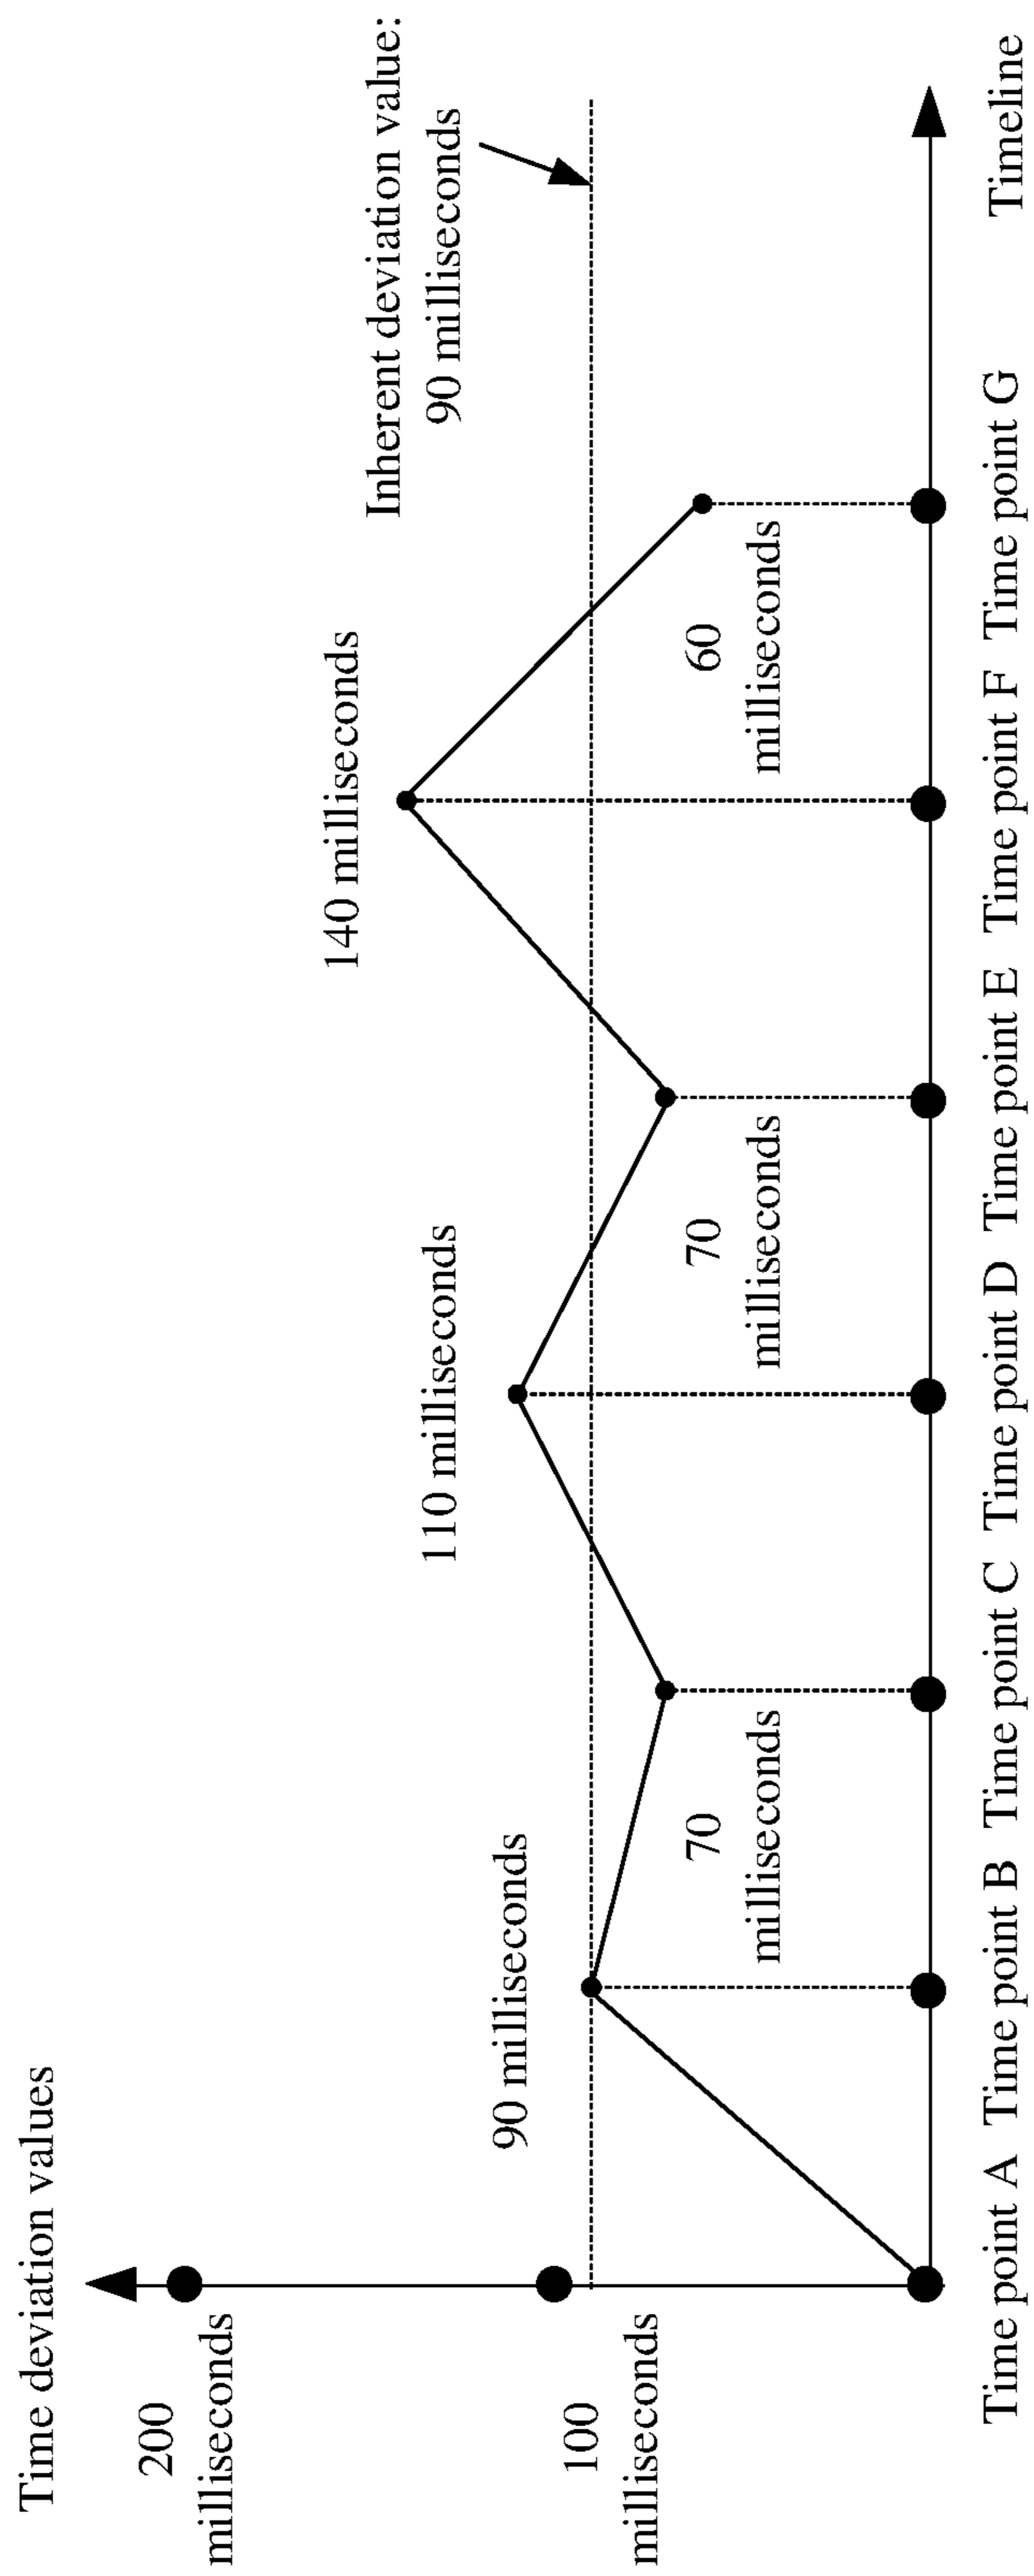 Time deviation values
200
milliseconds
100
milliseconds
90 milliseconds
70
milliseconds
110 milliseconds
70
milliseconds
140 milliseconds
60
milliseconds
Inherent deviation value:
90 milliseconds
Time point A
Time point B
Time point C
Time point D
Time point E
Time point F
Time point G
Timeline